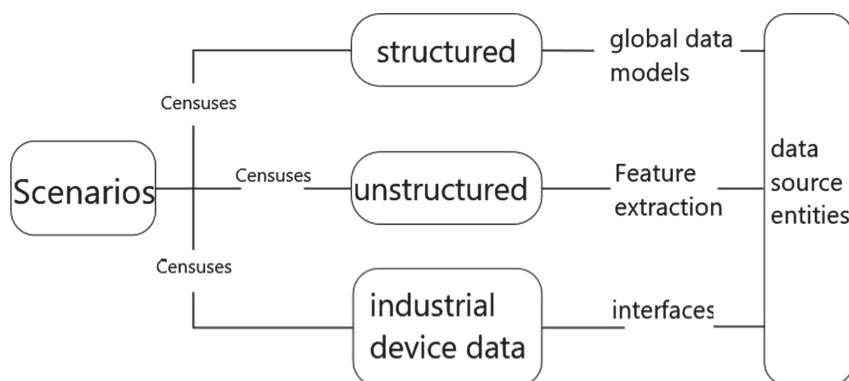 structured
global data
models
Censuses
Scenarios
Censuses
unstructured
Feature
extraction
data
source
entities
Censuses
industrial
device data
interfaces